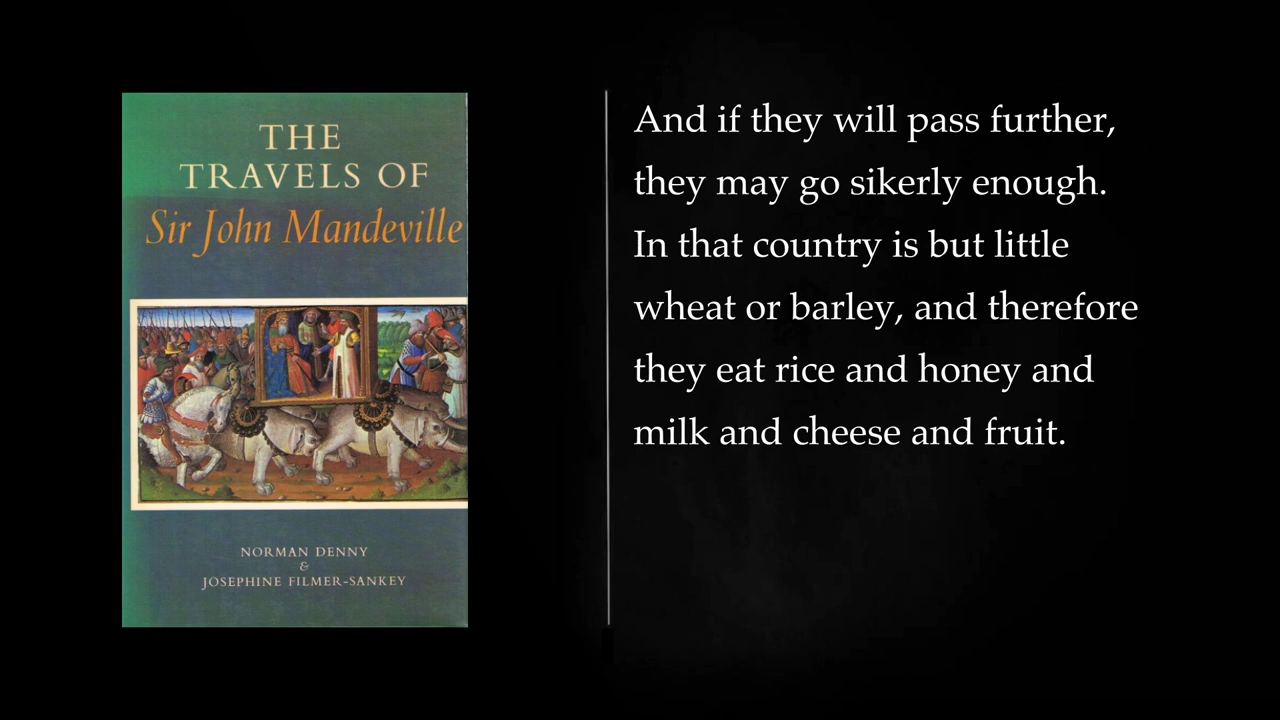 THE
TRAVELS OF
Sir John Mandeville
NORMAN DENNY
&
JOSEPHINE FILMER-SANKEY
And if they will pass further,
they may go sikerly enough.
In that country is but little
wheat or barley, and therefore
they eat rice and honey and
milk and cheese and fruit.